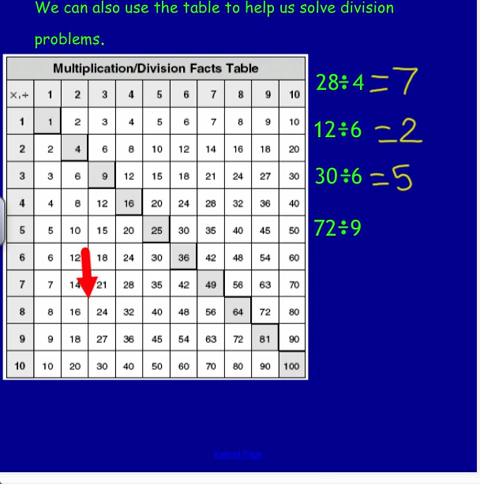 We can also use the table to help us solve division
problems.
Multiplication/Division Facts Table
×,÷ 1 2 3 4 5 6 7 8 9 10
1 1 2 3 4 5 6 7 8 9 10
2 2 4 6 8 10 12 14 16 18 20
3 3 6 9 12 15 18 21 24 27 30
4 4 8 12 16 20 24 28 32 36 40
5 5 10 15 20 25 30 35 40 45 50
6 6 12 18 24 30 36 42 48 54 60
7 7 14 21 28 35 42 49 56 63 70
8 8 16 24 32 40 48 56 64 72 80
9 9 18 27 36 45 54 63 72 81 90
10 10 20 30 40 50 60 70 80 90 100
28÷4 =7
12÷6 =2
30÷6 =5
72÷9